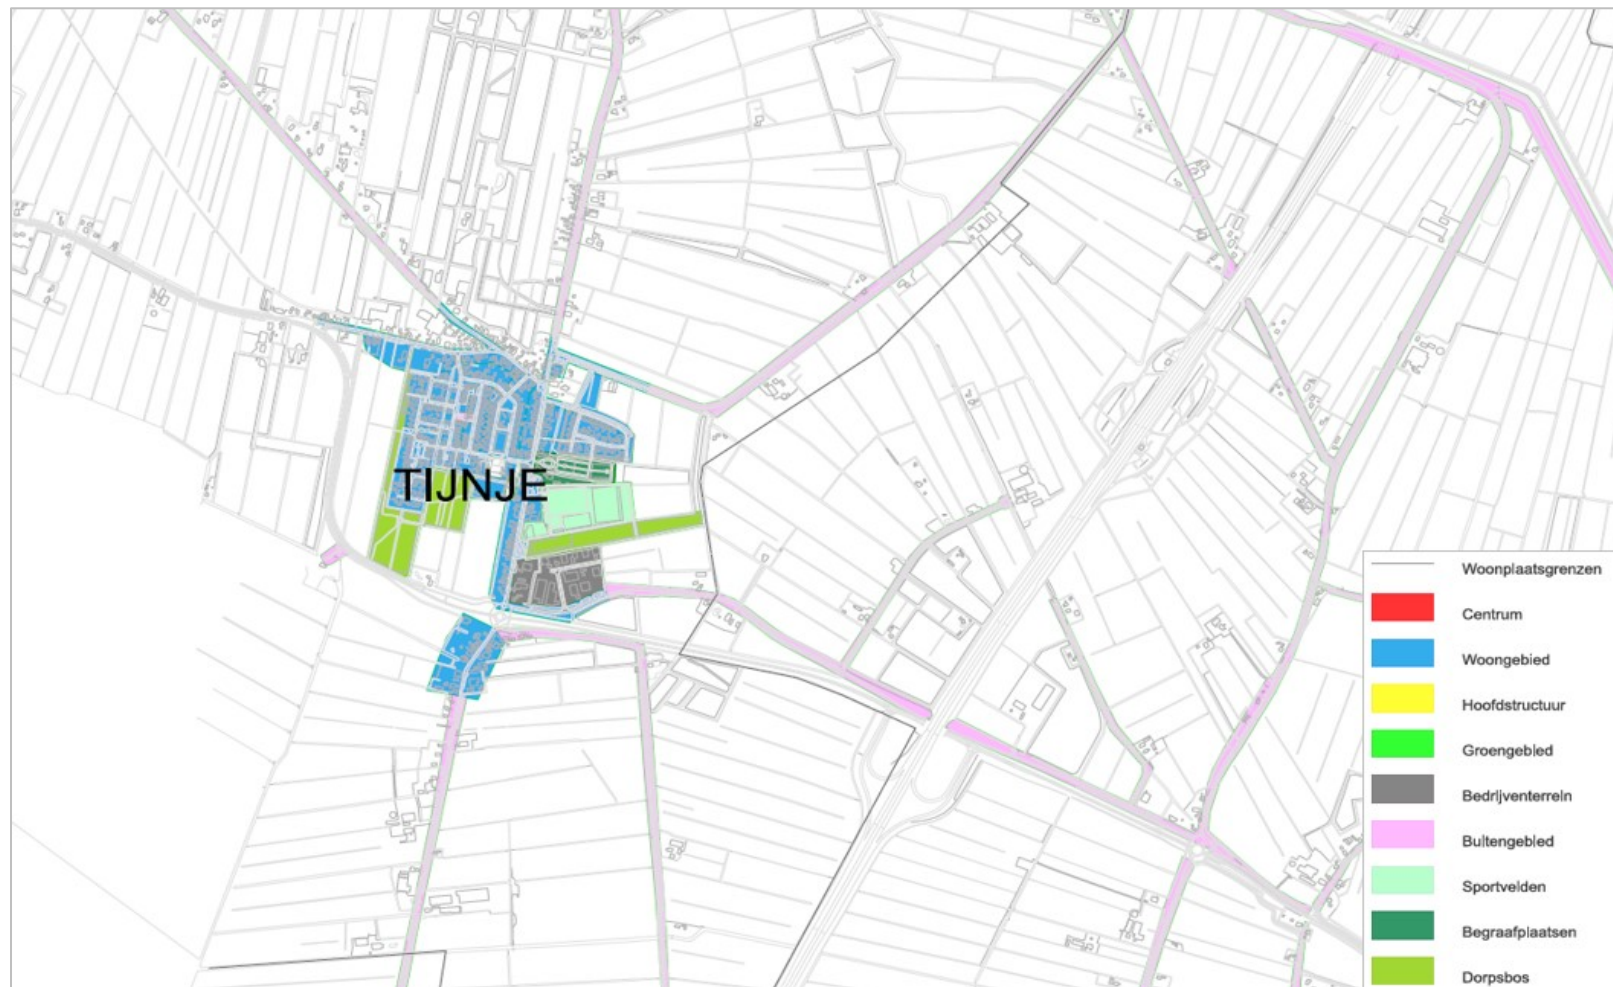 TIJNJE
Woonplaatsgrenzen
Centrum
Woongebied
Hoofdstructuur
Groengebied
Bedrijventerrein
Buitengebied
Sportvelden
Begraafplaatsen
Dorpsbos